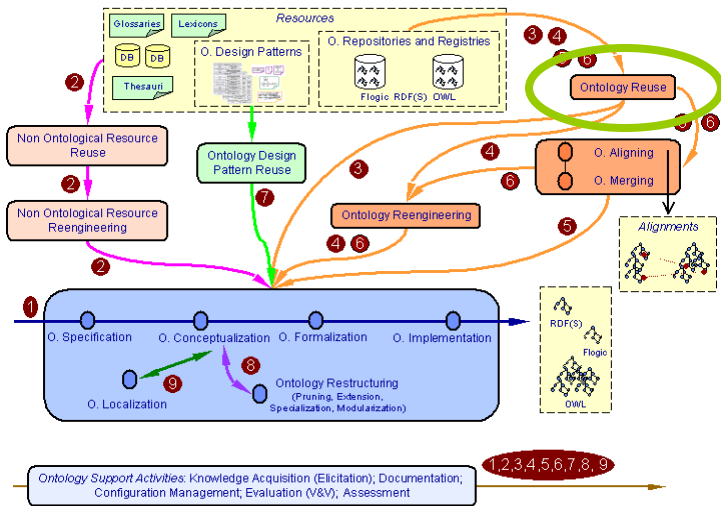 Resources
Glossaries
Lexicons
DB
DB
Thesauri
O. Design Patterns
O. Repositories and Registries
Flogic RDF(S) OWL
3 4
6
Ontology Reuse
2
Non Ontological Resource
Reuse
Ontology Design
Pattern Reuse
3
4
6
O. Aligning
O. Merging
2
7
6
Non Ontological Resource
Reengineering
Ontology Reengineering
5
Alignments
2
4 6
1
O. Specification
O. Conceptualization
O. Formalization
O. Implementation
RDF(S)
Flogic
OWL
9
8
O. Localization
Ontology Restructuring
(Pruning, Extension,
Specialization, Modularization)
1,2,3,4,5,6,7,8, 9
Ontology Support Activities: Knowledge Acquisition (Elicitation); Documentation;
Configuration Management; Evaluation (V&V); Assessment